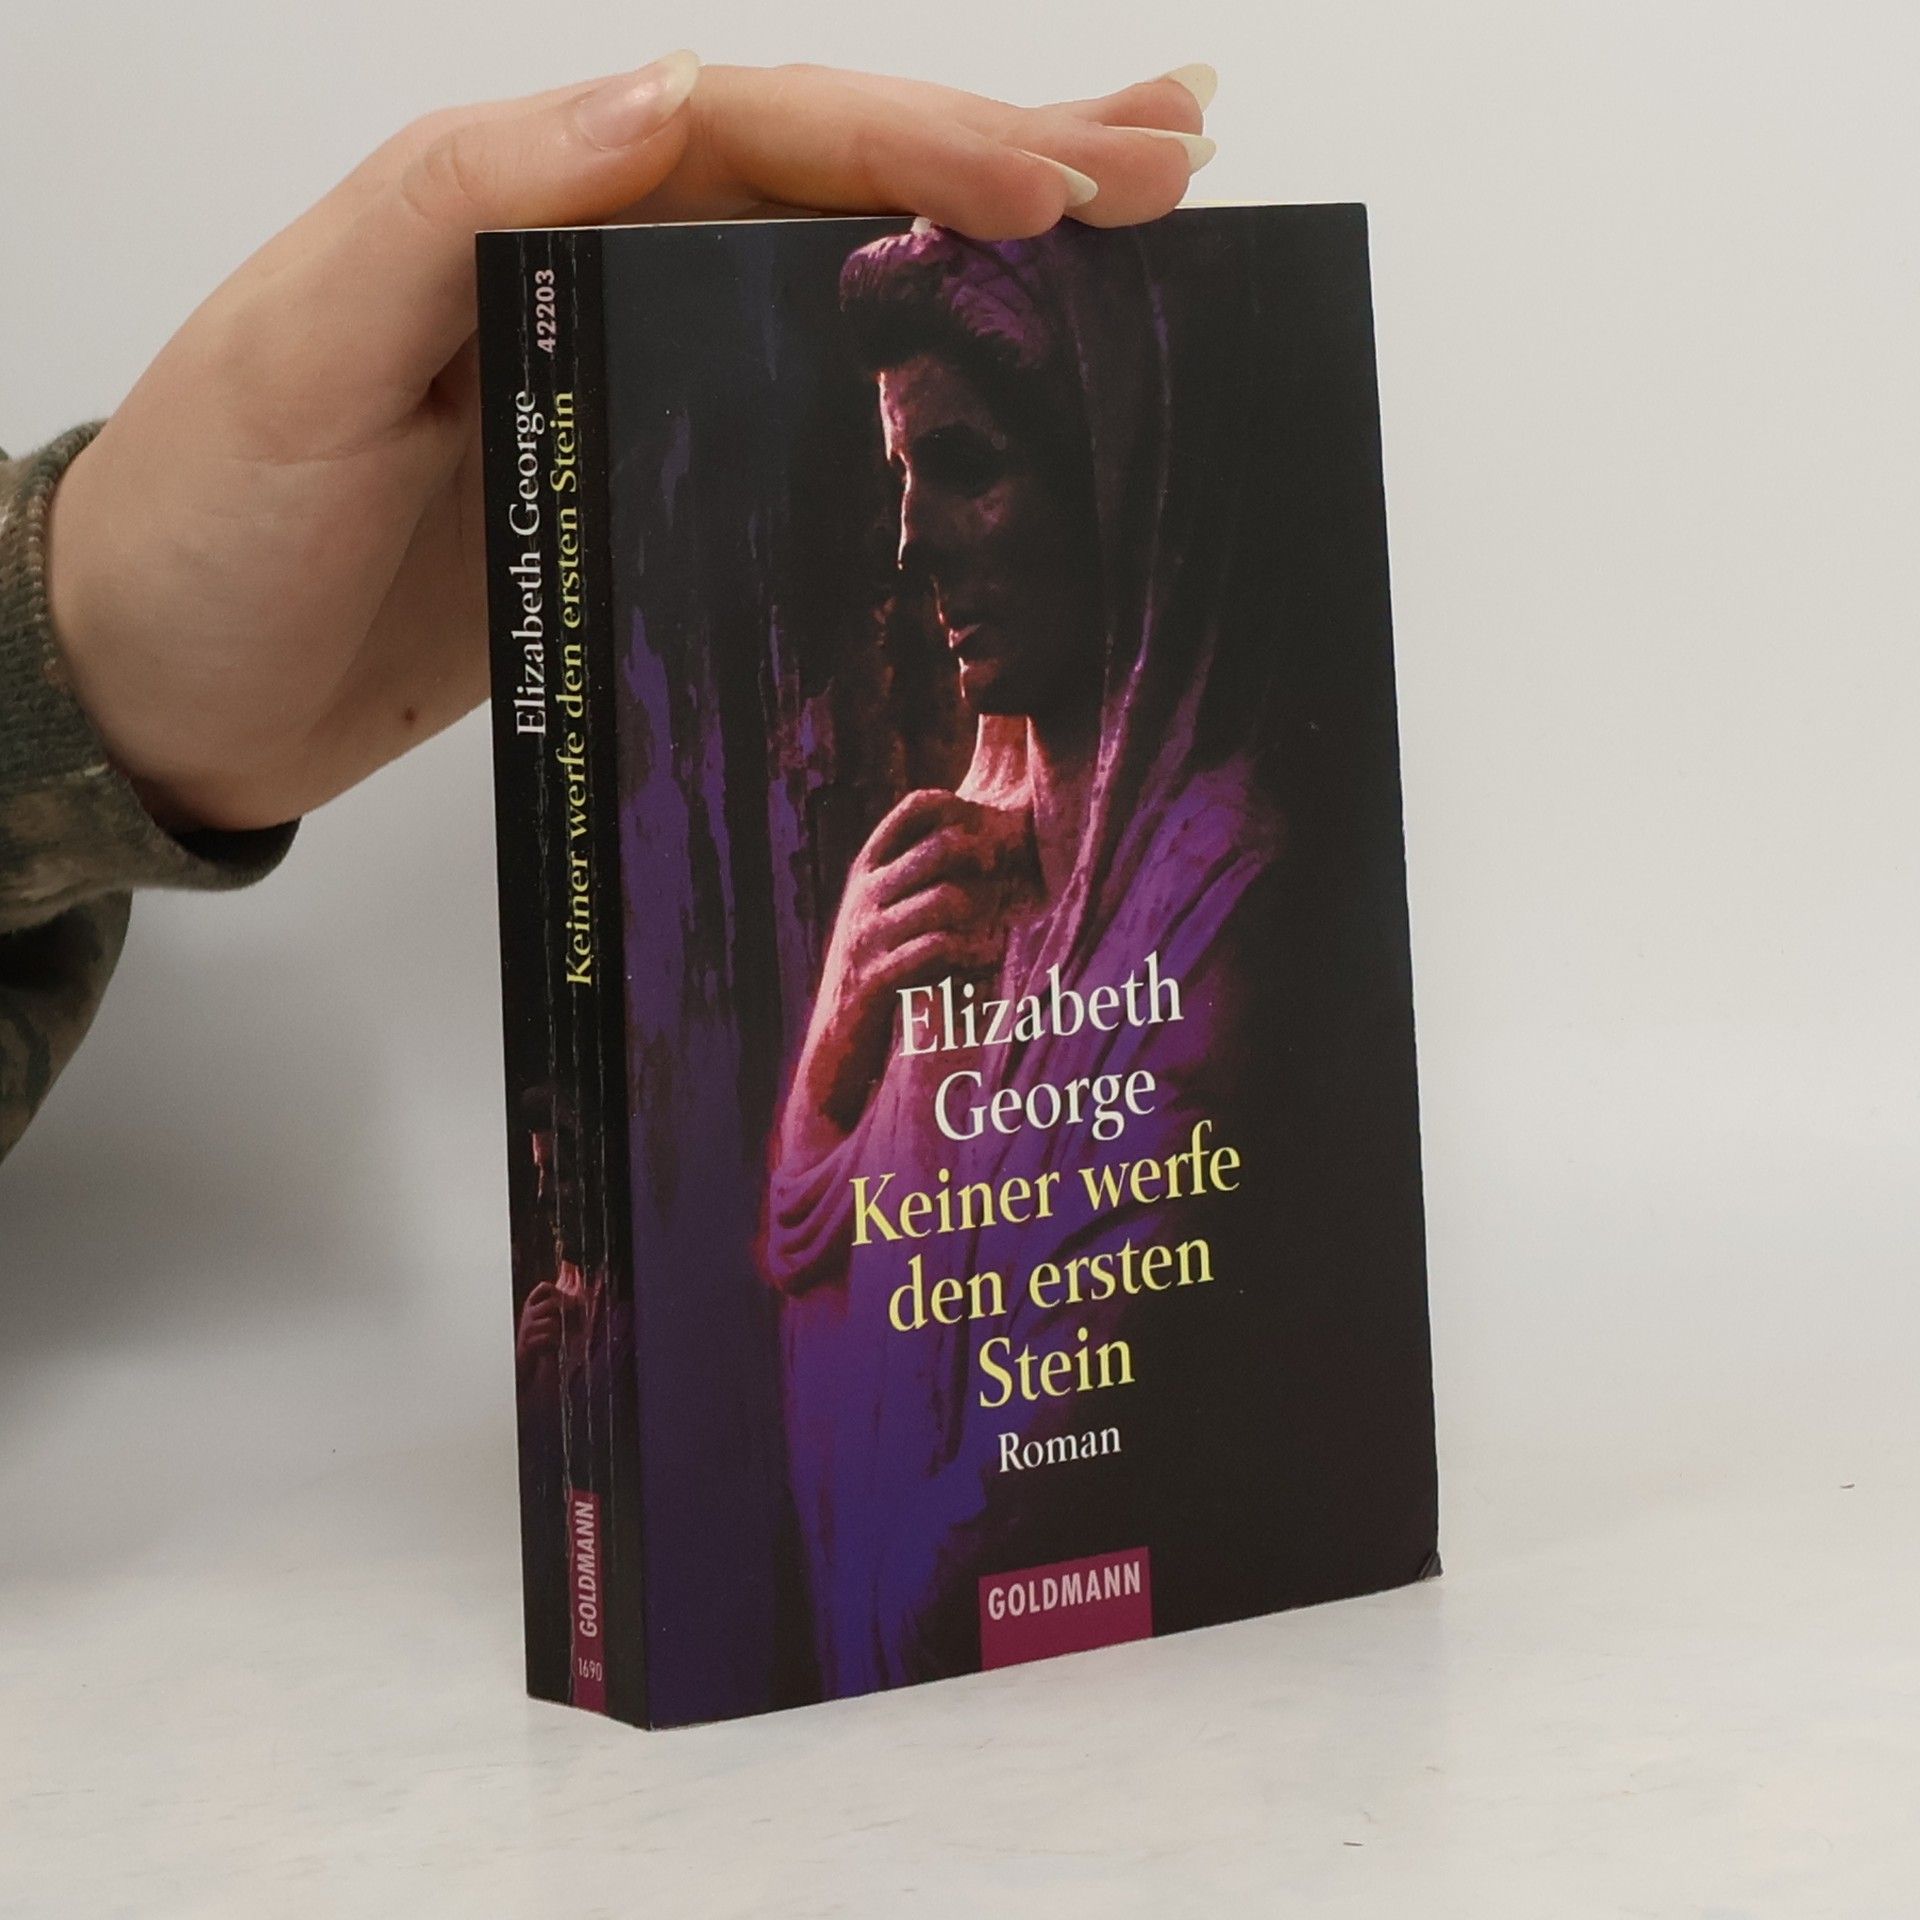 42203
Elizabeth George
Keiner werfe den ersten Stein
GOLDMANN
1690
Elizabeth
George
Keiner werfe
den ersten
Stein
Roman
GOLDMANN